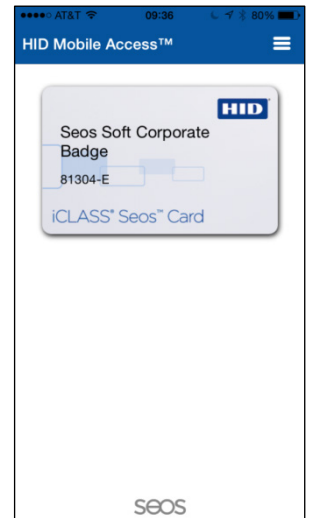 AT&T 09:36 80%
HID Mobile Access™
HID
Seos Soft Corporate
Badge
81304-E
iCLASS® Seos™ Card
seos